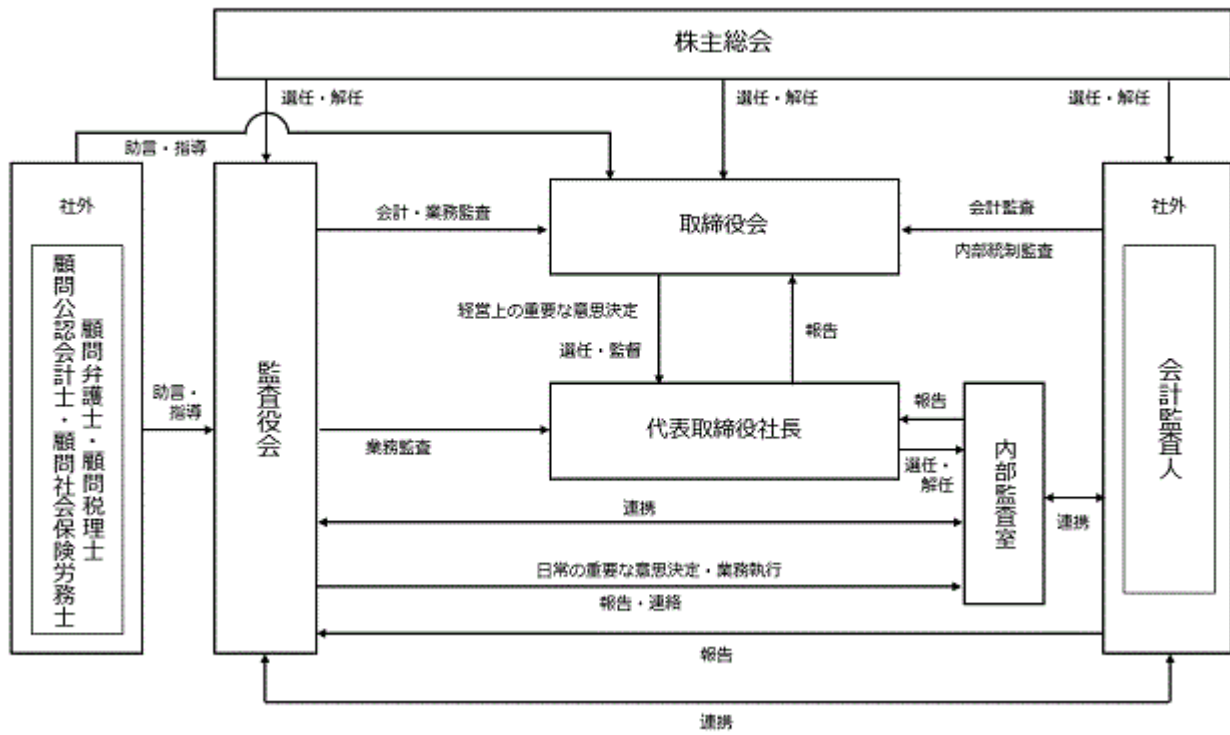 株主総会
選任・解任
選任・解任
選任・解任
助言・指導
社外
顧問弁護士・顧問税理士
顧問公認会計士・顧問社会保険労務士
助言・
指導
監査役会
会計・業務監査
取締役会
会計監査
内部統制監査
社外
会計監査人
経営上の重要な意思決定
選任・監督
報告
業務監査
代表取締役社長
報告
選任・
解任
内部監査室
連携
連携
日常の重要な意思決定・業務執行
報告・連絡
報告
連携